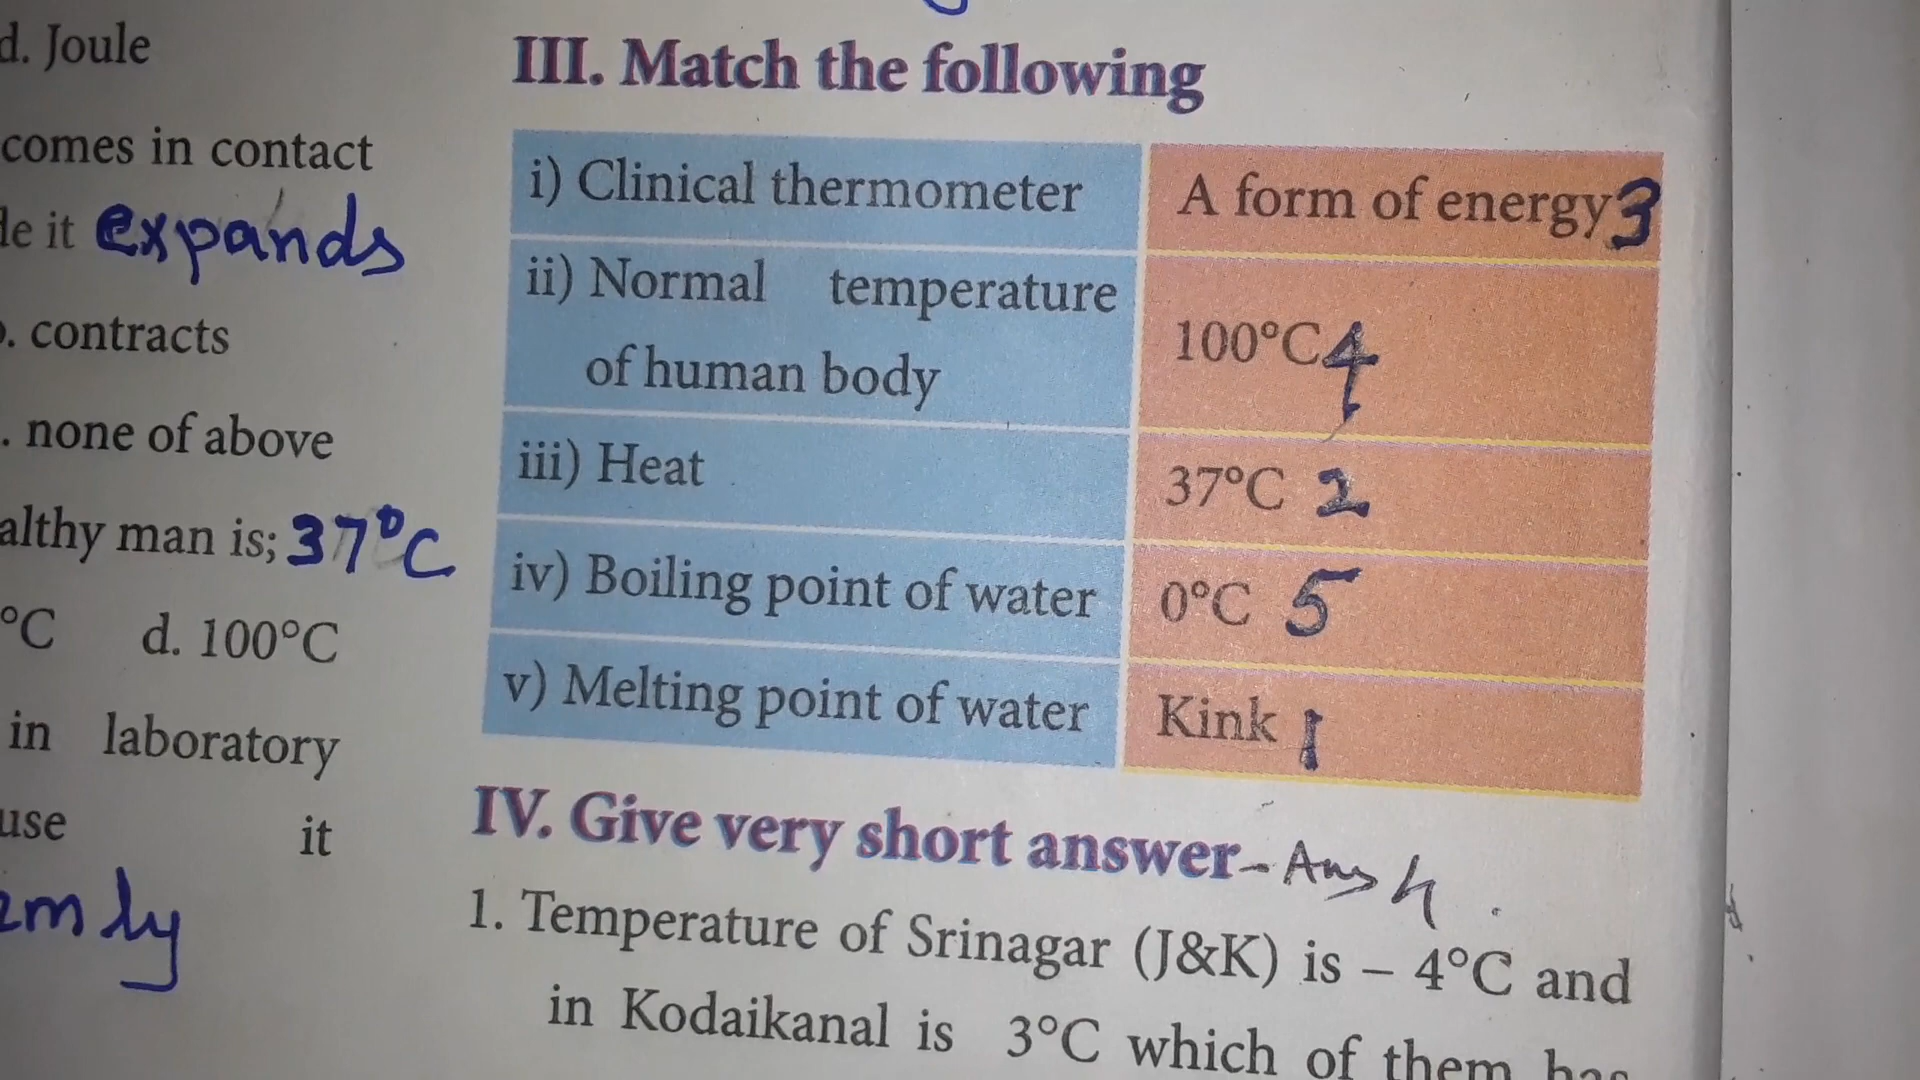 d. Joule
comes in contact
le it expands
. contracts
. none of above
althy man is; 37°C
°C d. 100°C
in laboratory
use it
III. Match the following
i) Clinical thermometer A form of energy 3
ii) Normal temperature
of human body 100°C 4
iii) Heat 37°C 2
iv) Boiling point of water 0°C 5
v) Melting point of water Kink 1
IV. Give very short answer - Ans
1. Temperature of Srinagar (J&K) is – 4°C and
in Kodaikanal is 3°C which of them has